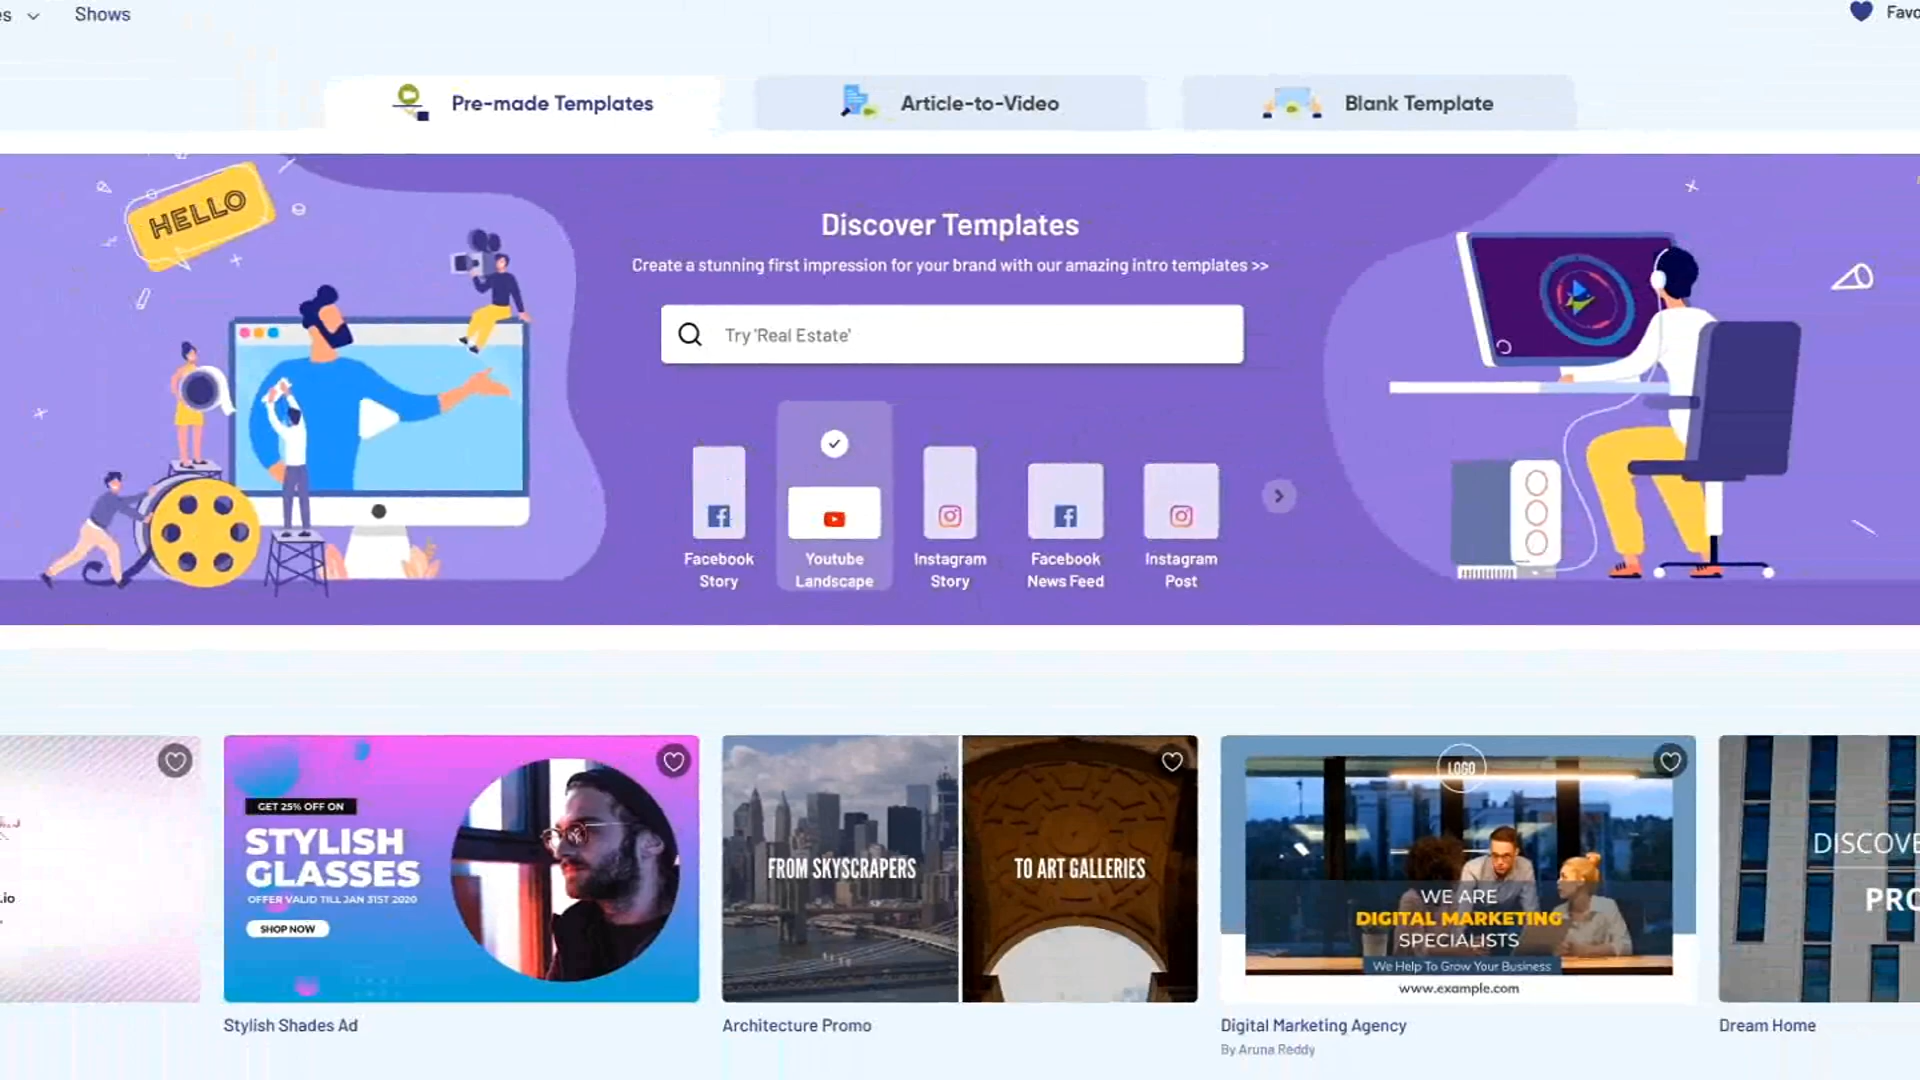 Shows
Pre-made Templates
Article-to-Video
Blank Template
HELLO
Discover Templates
Create a stunning first impression for your brand with our amazing intro templates >>
Try 'Real Estate'
Facebook
Story
Youtube
Landscape
Instagram
Story
Facebook
News Feed
Instagram
Post
.io
GET 25% OFF ON
STYLISH
GLASSES
OFFER VALID TILL JAN 31ST 2020
SHOP NOW
FROM SKYSCRAPERS
TO ART GALLERIES
LOGO
WE ARE
DIGITAL MARKETING
SPECIALISTS
We Help To Grow Your Business
www.example.com
DISCOVE
PRO
Stylish Shades Ad
Architecture Promo
Digital Marketing Agency
By Aruna Reddy
Dream Home